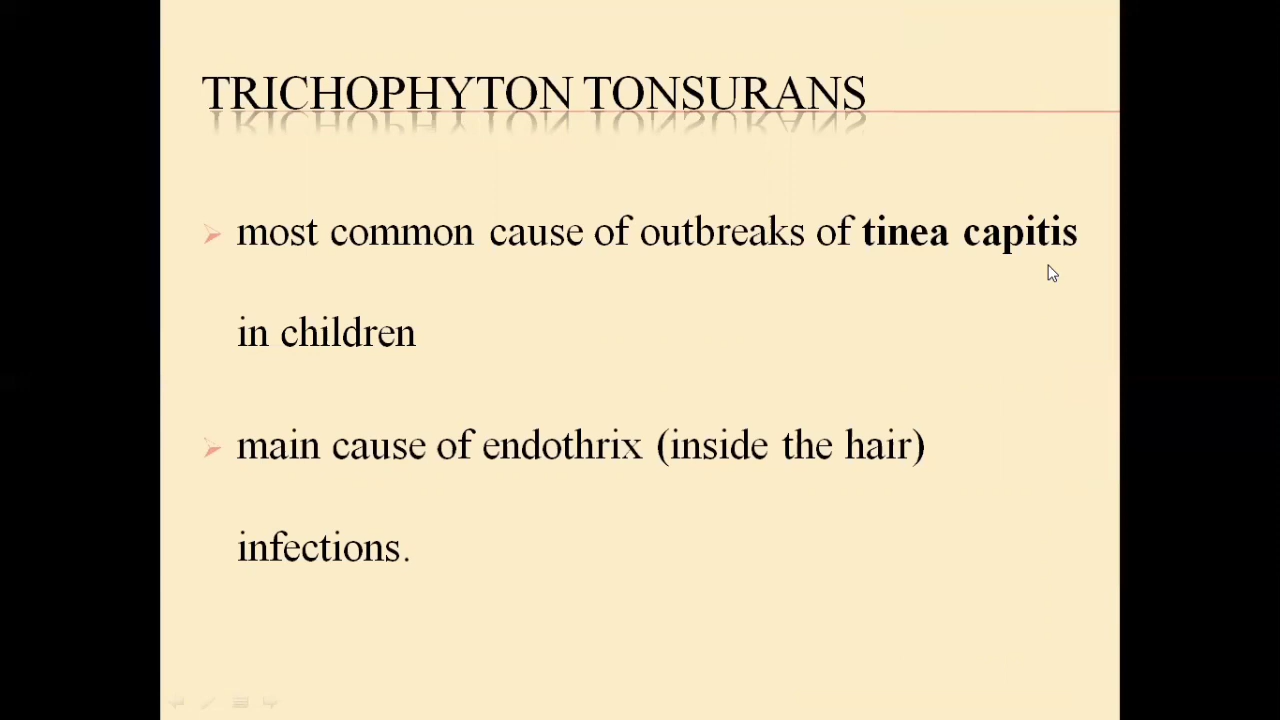 TRICHOPHYTON TONSURANS
most common cause of outbreaks of tinea capitis
in children
main cause of endothrix (inside the hair)
infections.